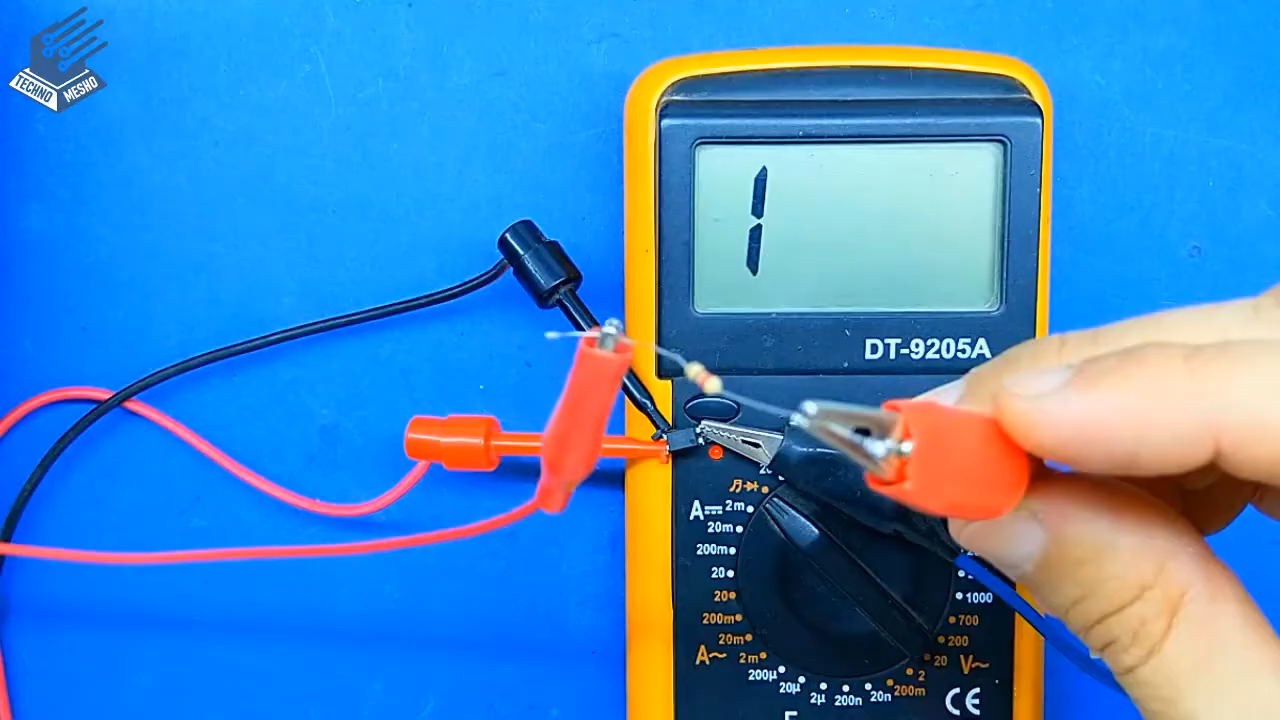 TECHNO
MESHO
1
DT-9205A
20
A⎓ 2m
20m
200m
20
20
200m
20m
A~ 2m
200µ
20µ
2µ
200n
20n
200m
2
20
200
700
1000
V~
F
CE